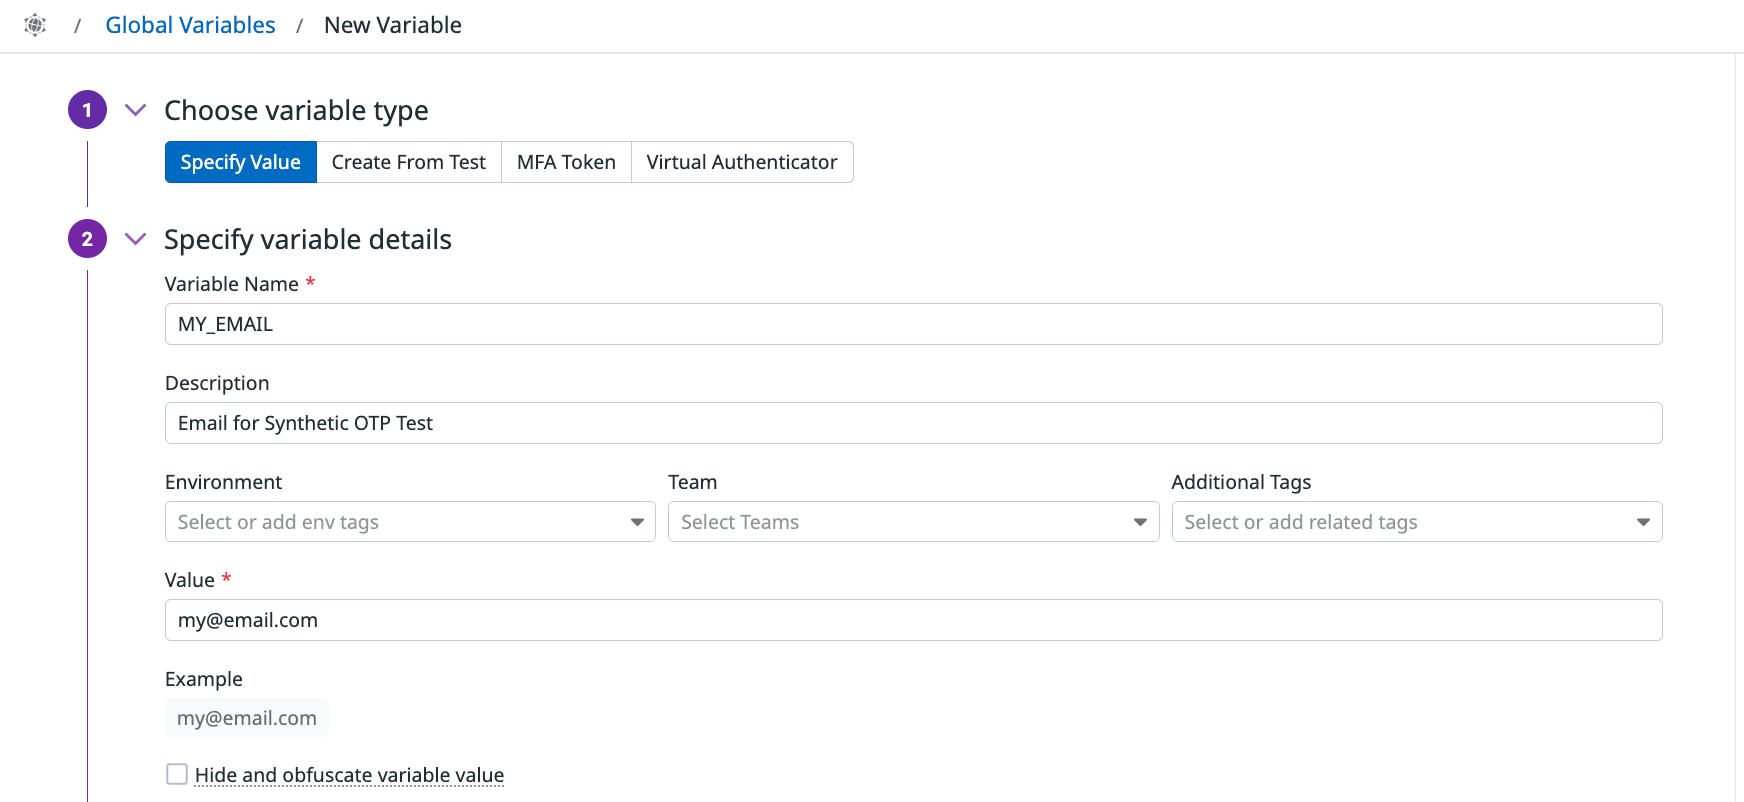 / Global Variables / New Variable
1 Choose variable type
Specify Value Create From Test MFA Token Virtual Authenticator
2 Specify variable details
Variable Name *
MY_EMAIL
Description
Email for Synthetic OTP Test
Environment Team Additional Tags
Select or add env tags Select Teams Select or add related tags
Value *
my@email.com
Example
my@email.com
Hide and obfuscate variable value